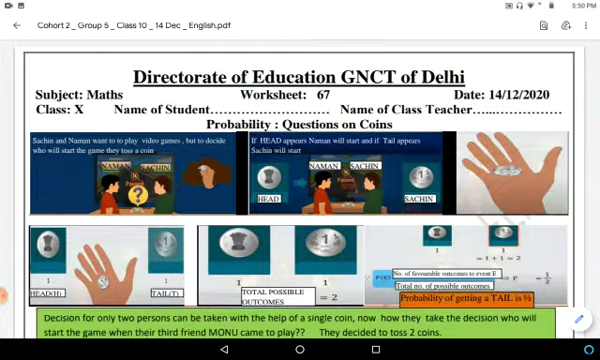 5:50 PM
Cohort 2 _ Group 5 _ Class 10 _ 14 Dec _ English.pdf
Directorate of Education GNCT of Delhi
Subject: Maths Worksheet: 67 Date: 14/12/2020
Class: X Name of Student………………………… Name of Class Teacher…..……………
Probability : Questions on Coins
Sachin and Naman want to to play video games , but to decide
who will start the game they toss a coin
NAMAN SACHIN
?
If HEAD appears Naman will start and if Tail appears
Sachin will start
NAMAN SACHIN
HEAD
SACHIN
1 1
HEAD(H) TAIL(T)
1 1
TOTAL POSSIBLE
OUTCOMES = 2
1 1
= 1 + 1 = 2
No. of favourable outcomes to event E
Total no. of possible outcomes
P
1
2
Probability of getting a TAIL is ½
Decision for only two persons can be taken with the help of a single coin, now how they take the decision who will
start the game when their third friend MONU came to play?? They decided to toss 2 coins.